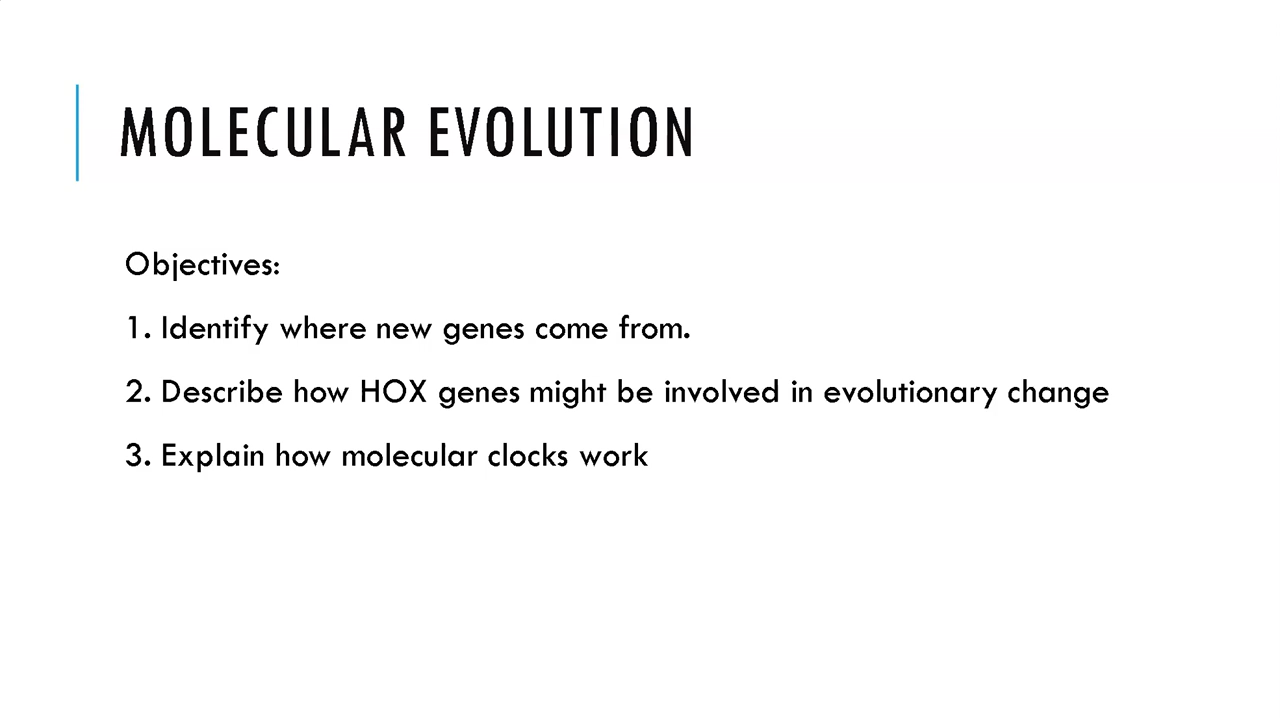 MOLECULAR EVOLUTION
Objectives:
1. Identify where new genes come from.
2. Describe how HOX genes might be involved in evolutionary change
3. Explain how molecular clocks work